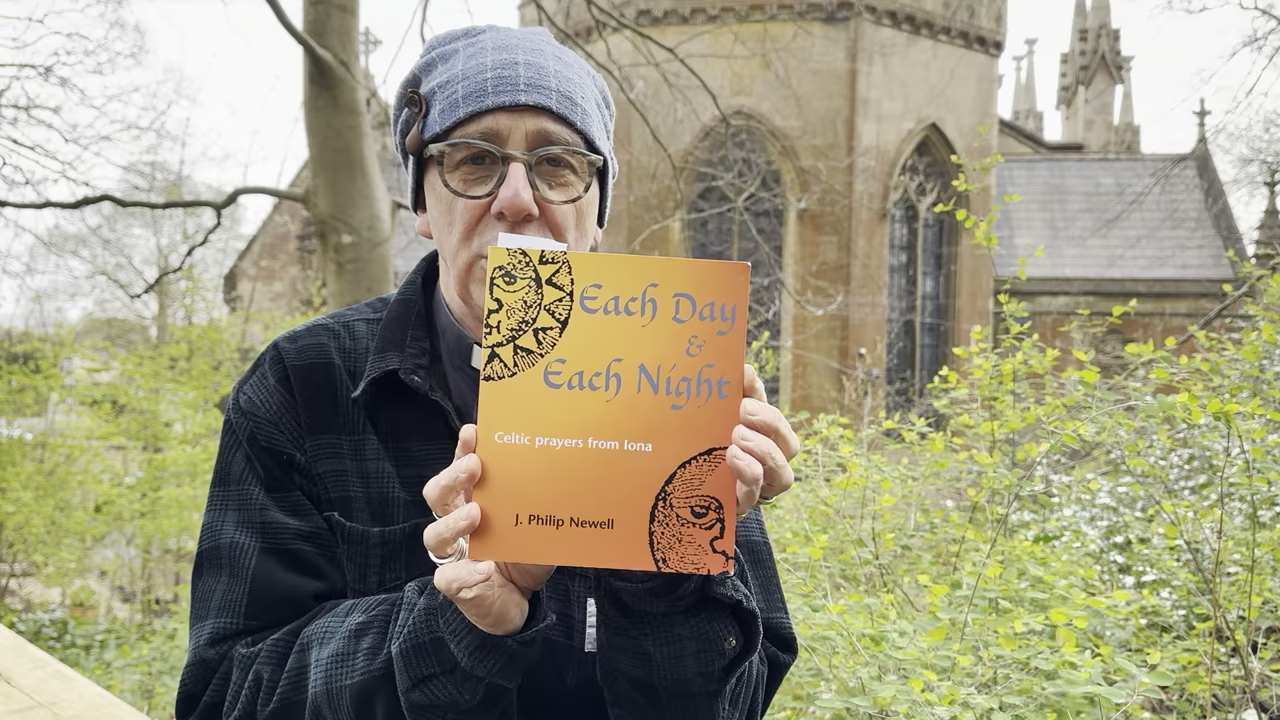 Each Day
&
Each Night
Celtic prayers from Iona
J. Philip Newell